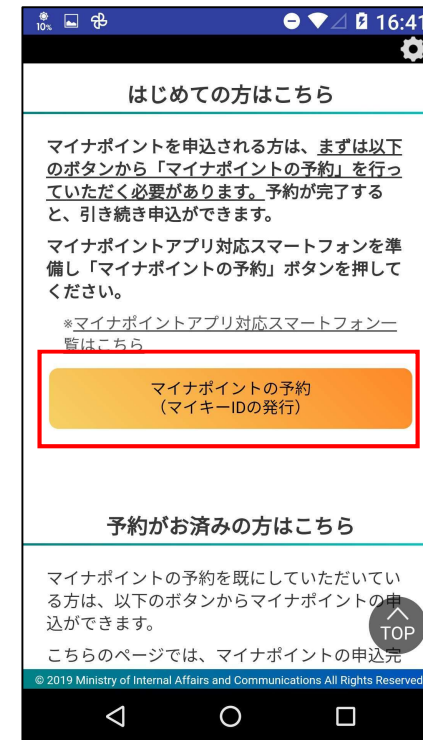 10%
16:41
はじめての方はこちら
マイナポイントを申込される方は、まずは以下
のボタンから「マイナポイントの予約」を行っ
ていただく必要があります。予約が完了する
と、引き続き申込ができます。
マイナポイントアプリ対応スマートフォンを準
備し「マイナポイントの予約」ボタンを押して
ください。
※マイナポイントアプリ対応スマートフォン一
覧はこちら
マイナポイントの予約
（マイキーIDの発行）
予約がお済みの方はこちら
マイナポイントの予約を既にしていただいてい
る方は、以下のボタンからマイナポイントの申
込ができます。
TOP
こちらのページでは、マイナポイントの申込完
© 2019 Ministry of Internal Affairs and Communications All Rights Reserved